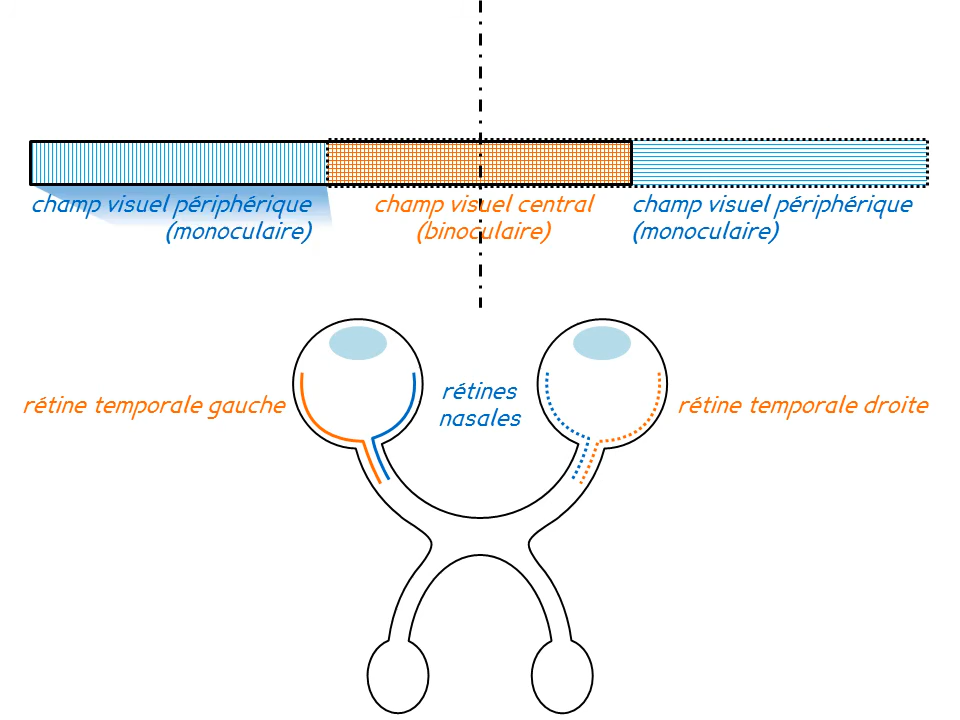 champ visuel périphérique
(monoculaire)
champ visuel central
(binoculaire)
champ visuel périphérique
(monoculaire)
rétine temporale gauche
rétines
nasales
rétine temporale droite